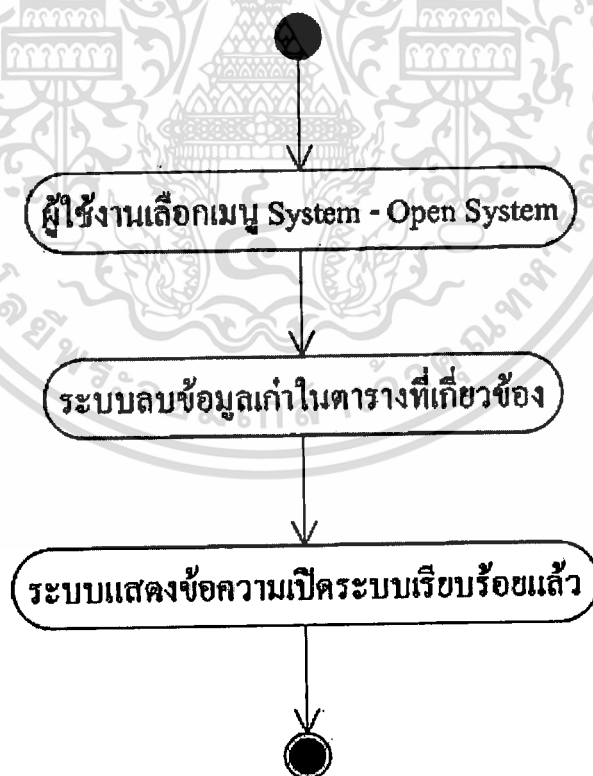 ผู้ใช้งานเลือกเมนู System - Open System
ระบบลบข้อมูลเก่าในตารางที่เกี่ยวข้อง
ระบบแสดงข้อความเปิดระบบเรียบร้อยแล้ว